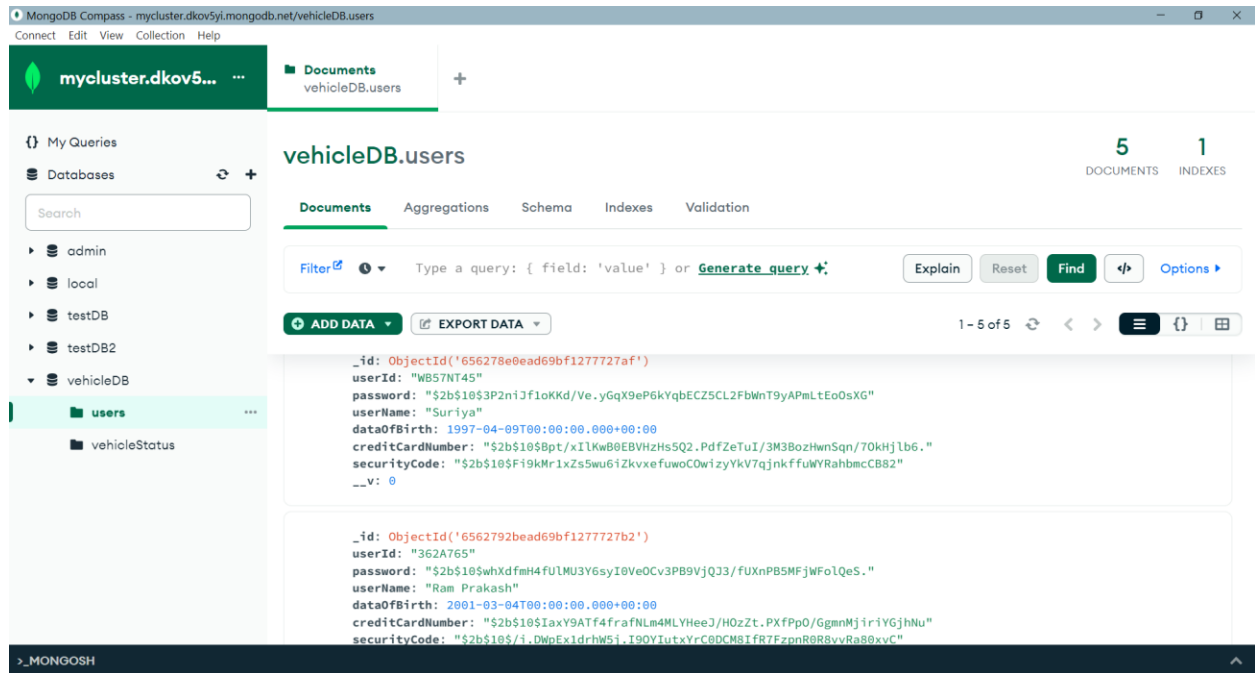 MongoDB Compass - mycluster.dkov5yi.mongodb.net/vehicleDB.users
Connect Edit View Collection Help
mycluster.dkov5... ...
Documents
vehicleDB.users
{} My Queries
Databases
Search
admin
local
testDB
testDB2
vehicleDB
users ...
vehicleStatus
vehicleDB.users
5
DOCUMENTS
1
INDEXES
Documents Aggregations Schema Indexes Validation
Filter Type a query: { field: 'value' } or Generate query Explain Reset Find </> Options
ADD DATA EXPORT DATA 1 – 5 of 5 {}
_id: ObjectId('656278e0ead69bf1277727af')
userId: "WB57NT45"
password: "$2b$10$3P2niJf1oKKd/Ve.yGqX9eP6kYqbECZ5CL2FbWnT9yAPmLtEoOsXG"
userName: "Suriya"
dataOfBirth: 1997-04-09T00:00:00.000+00:00
creditCardNumber: "$2b$10$Bpt/xIlKwB0EBVHzHs5Q2.PdfZeTuI/3M3BozHwnSqn/7OkHjlb6."
securityCode: "$2b$10$Fi9kMr1xZs5wu6iZkvxefuwoCOwizyYkV7qjnkffuWYRahbmcCB82"
__v: 0
_id: ObjectId('6562792bead69bf1277727b2')
userId: "362A765"
password: "$2b$10$whXdfmH4fUlMU3Y6syI0VeOCv3PB9VjQJ3/fUXnPB5MFjWFolQeS."
userName: "Ram Prakash"
dataOfBirth: 2001-03-04T00:00:00.000+00:00
creditCardNumber: "$2b$10$IaxY9ATf4frafNLm4MLYHeeJ/HOzZt.PXfPpO/GgmnMjiriYGjhNu"
securityCode: "$2b$10$/i.DWpEx1drhW5j.I9OYIutxYrC0DCM8IfR7FzpnR0R8vvRa80xvC"
>_MONGOSH